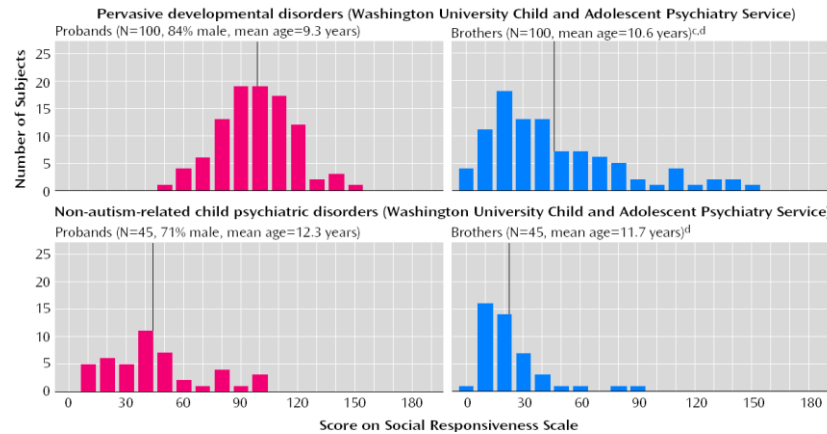 Pervasive developmental disorders (Washington University Child and Adolescent Psychiatry Service)
Probands (N=100, 84% male, mean age=9.3 years)
Brothers (N=100, mean age=10.6 years)c,d
25
20
15
10
5
0
Number of Subjects
Non-autism-related child psychiatric disorders (Washington University Child and Adolescent Psychiatry Service)
Probands (N=45, 71% male, mean age=12.3 years)
Brothers (N=45, mean age=11.7 years)d
25
20
15
10
5
0
0 30 60 90 120 150 180
0 30 60 90 120 150 180
Score on Social Responsiveness Scale